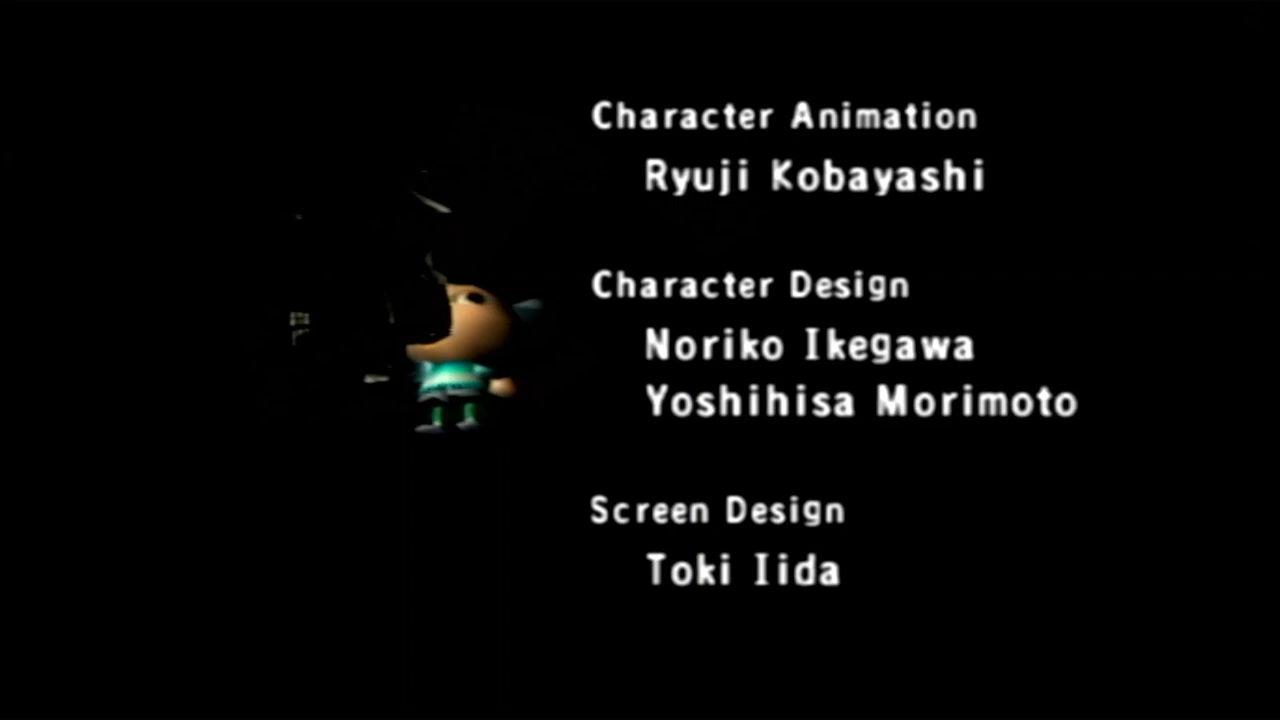 Character Animation
Ryuji Kobayashi
Character Design
Noriko Ikegawa
Yoshihisa Morimoto
Screen Design
Toki Iida